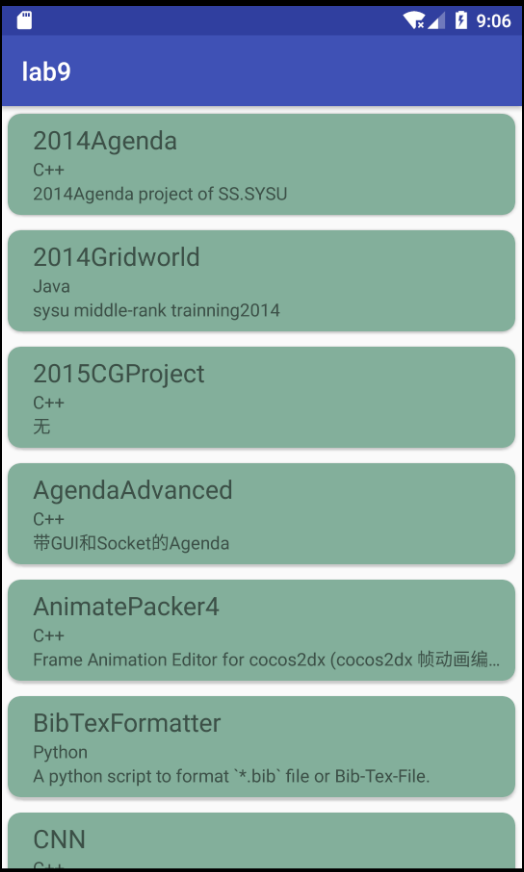 9:06
lab9
2014Agenda
C++
2014Agenda project of SS.SYSU
2014Gridworld
Java
sysu middle-rank trainning2014
2015CGProject
C++
无
AgendaAdvanced
C++
带GUI和Socket的Agenda
AnimatePacker4
C++
Frame Animation Editor for cocos2dx (cocos2dx 帧动画编...
BibTexFormatter
Python
A python script to format `*.bib` file or Bib-Tex-File.
CNN
C++